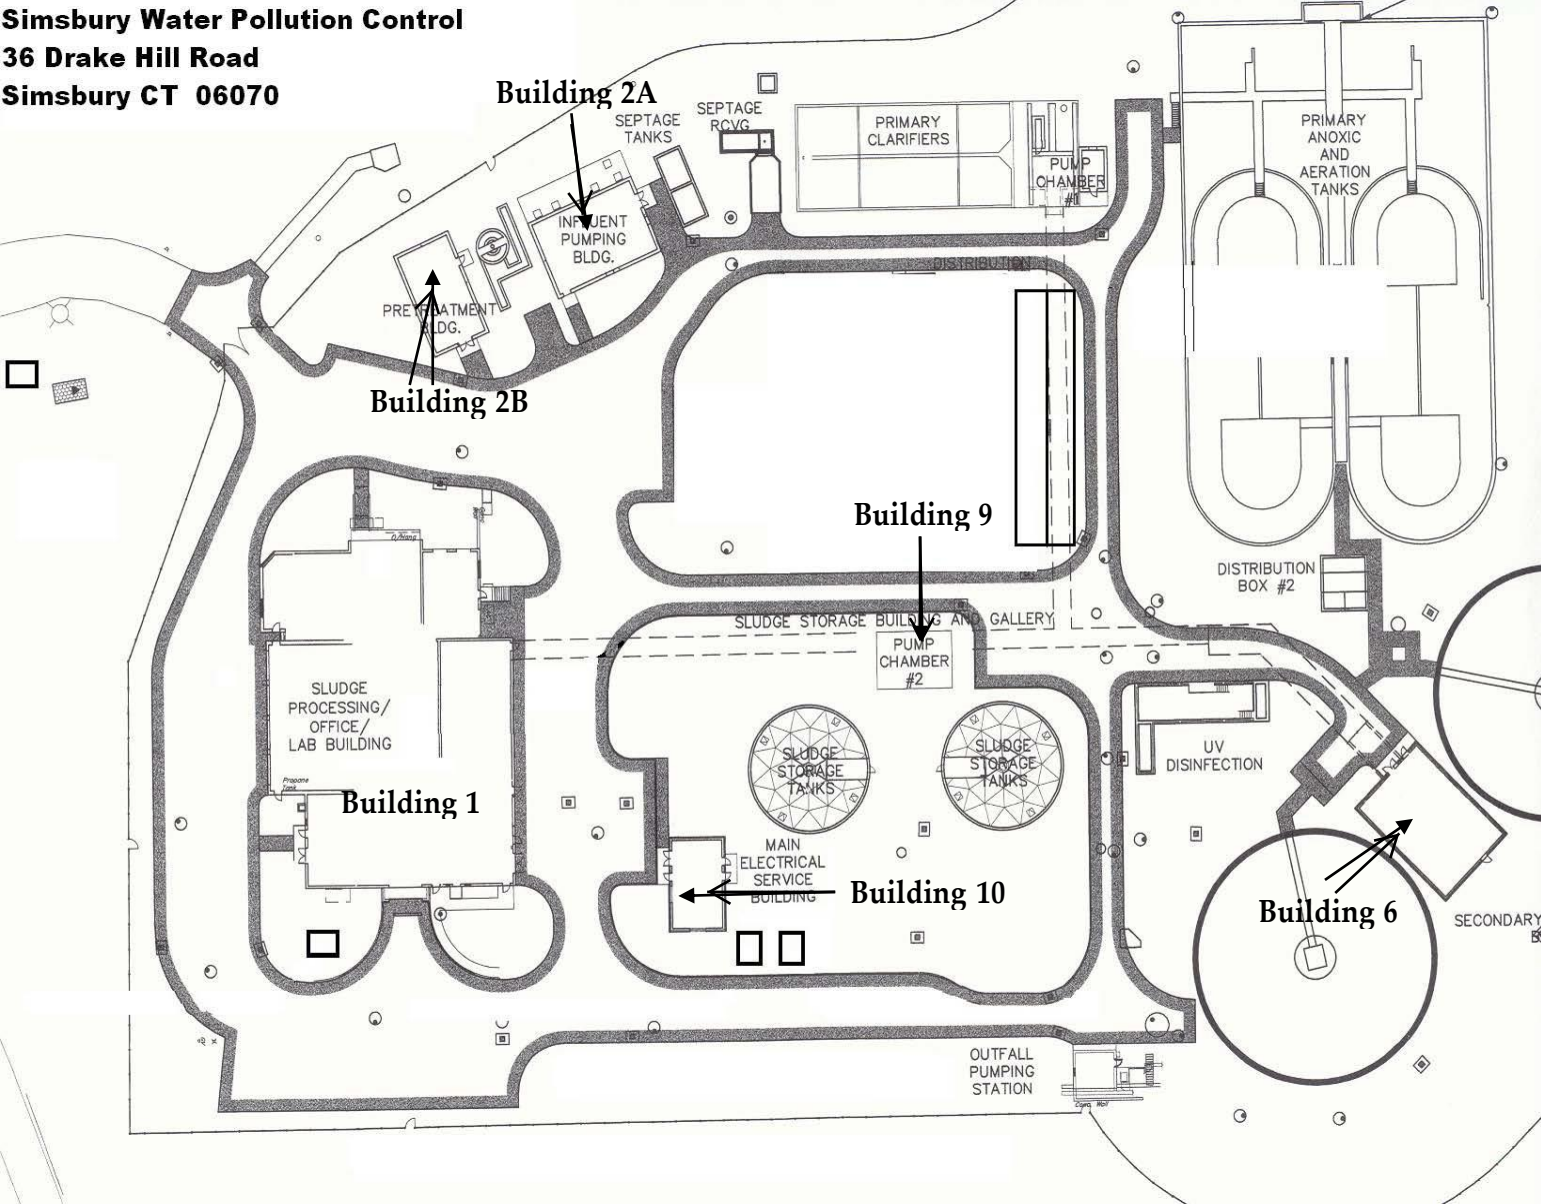 Simsbury Water Pollution Control
36 Drake Hill Road
Simsbury CT  06070
Building 2A
SEPTAGE
TANKS
SEPTAGE
RCVG.
PRIMARY
CLARIFIERS
PUMP
CHAMBER
#1
PRIMARY
ANOXIC
AND
AERATION
TANKS
INFLUENT
PUMPING
BLDG.
PRETREATMENT
BLDG.
Building 2B
DISTRIBUTION
Building 9
DISTRIBUTION
BOX #2
SLUDGE STORAGE BUILDING AND GALLERY
PUMP
CHAMBER
#2
SLUDGE
PROCESSING/
OFFICE/
LAB BUILDING
Propane
Tank
Building 1
SLUDGE
STORAGE
TANKS
SLUDGE
STORAGE
TANKS
UV
DISINFECTION
MAIN
ELECTRICAL
SERVICE
BUILDING
Building 10
Building 6
SECONDARY
OUTFALL
PUMPING
STATION